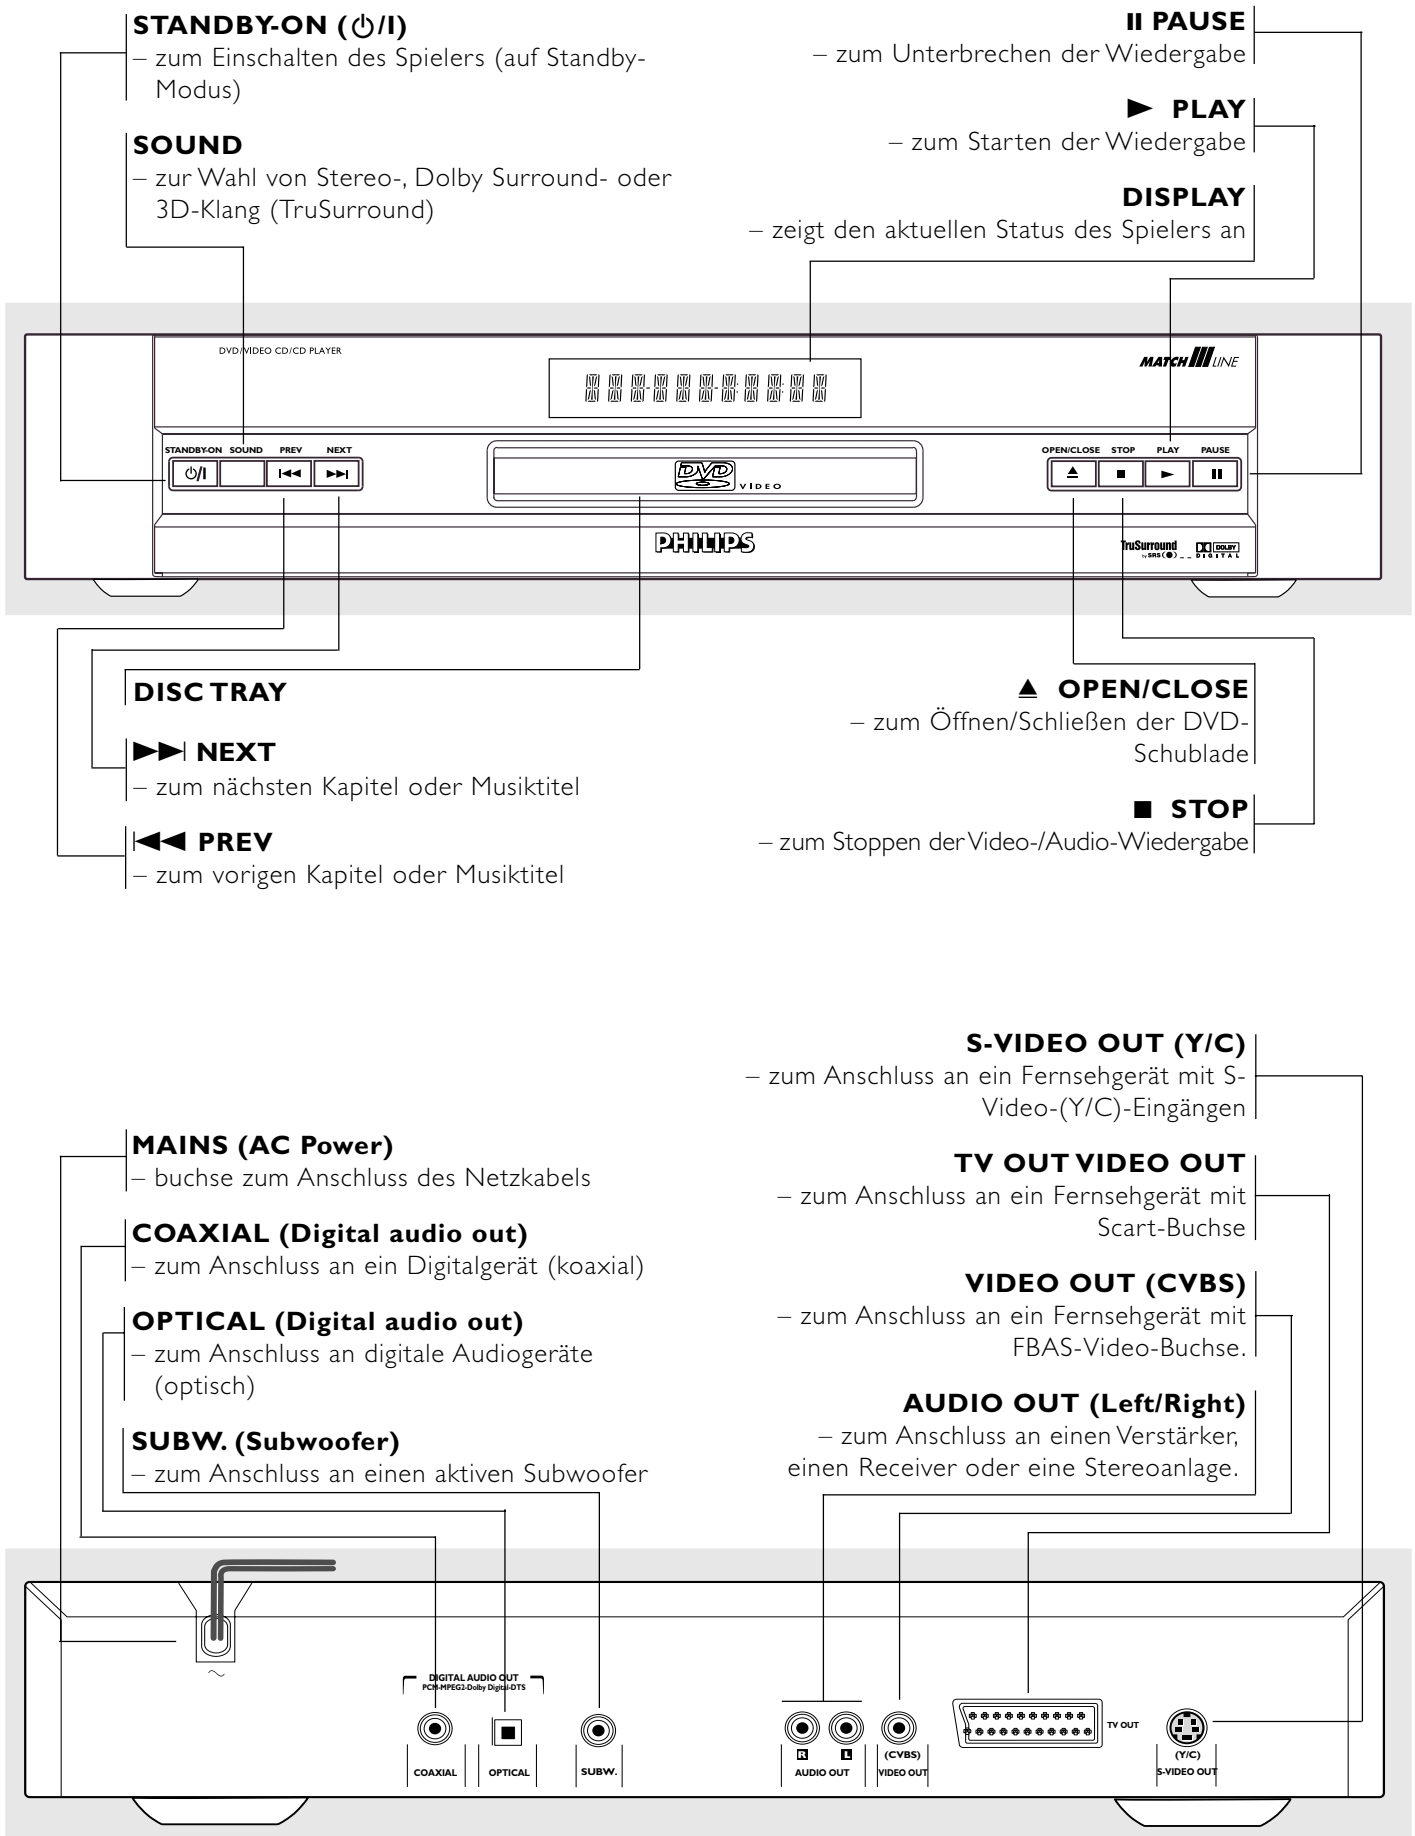 STANDBY-ON (⏻/I)
– zum Einschalten des Spielers (auf Standby-
Modus)
SOUND
– zur Wahl von Stereo-, Dolby Surround- oder
3D-Klang (TruSurround)
II PAUSE
– zum Unterbrechen der Wiedergabe
► PLAY
– zum Starten der Wiedergabe
DISPLAY
– zeigt den aktuellen Status des Spielers an
DVD/VIDEO CD/CD PLAYER
MATCH LINE
STANDBY-ON SOUND PREV NEXT
⏻/I
DVD
VIDEO
OPEN/CLOSE STOP PLAY PAUSE
PHILIPS
TruSurround
by SRS
DOLBY
DIGITAL
DISC TRAY
►►| NEXT
– zum nächsten Kapitel oder Musiktitel
|◄◄ PREV
– zum vorigen Kapitel oder Musiktitel
▲ OPEN/CLOSE
– zum Öffnen/Schließen der DVD-
Schublade
■ STOP
– zum Stoppen der Video-/Audio-Wiedergabe
MAINS (AC Power)
– buchse zum Anschluss des Netzkabels
COAXIAL (Digital audio out)
– zum Anschluss an ein Digitalgerät (koaxial)
OPTICAL (Digital audio out)
– zum Anschluss an digitale Audiogeräte
(optisch)
SUBW. (Subwoofer)
– zum Anschluss an einen aktiven Subwoofer
S-VIDEO OUT (Y/C)
– zum Anschluss an ein Fernsehgerät mit S-
Video-(Y/C)-Eingängen
TV OUT VIDEO OUT
– zum Anschluss an ein Fernsehgerät mit
Scart-Buchse
VIDEO OUT (CVBS)
– zum Anschluss an ein Fernsehgerät mit
FBAS-Video-Buchse.
AUDIO OUT (Left/Right)
– zum Anschluss an einen Verstärker,
einen Receiver oder eine Stereoanlage.
~
DIGITAL AUDIO OUT
PCM-MPEG2-Dolby Digital-DTS
COAXIAL
OPTICAL
SUBW.
R L
AUDIO OUT
(CVBS)
VIDEO OUT
TV OUT
(Y/C)
S-VIDEO OUT